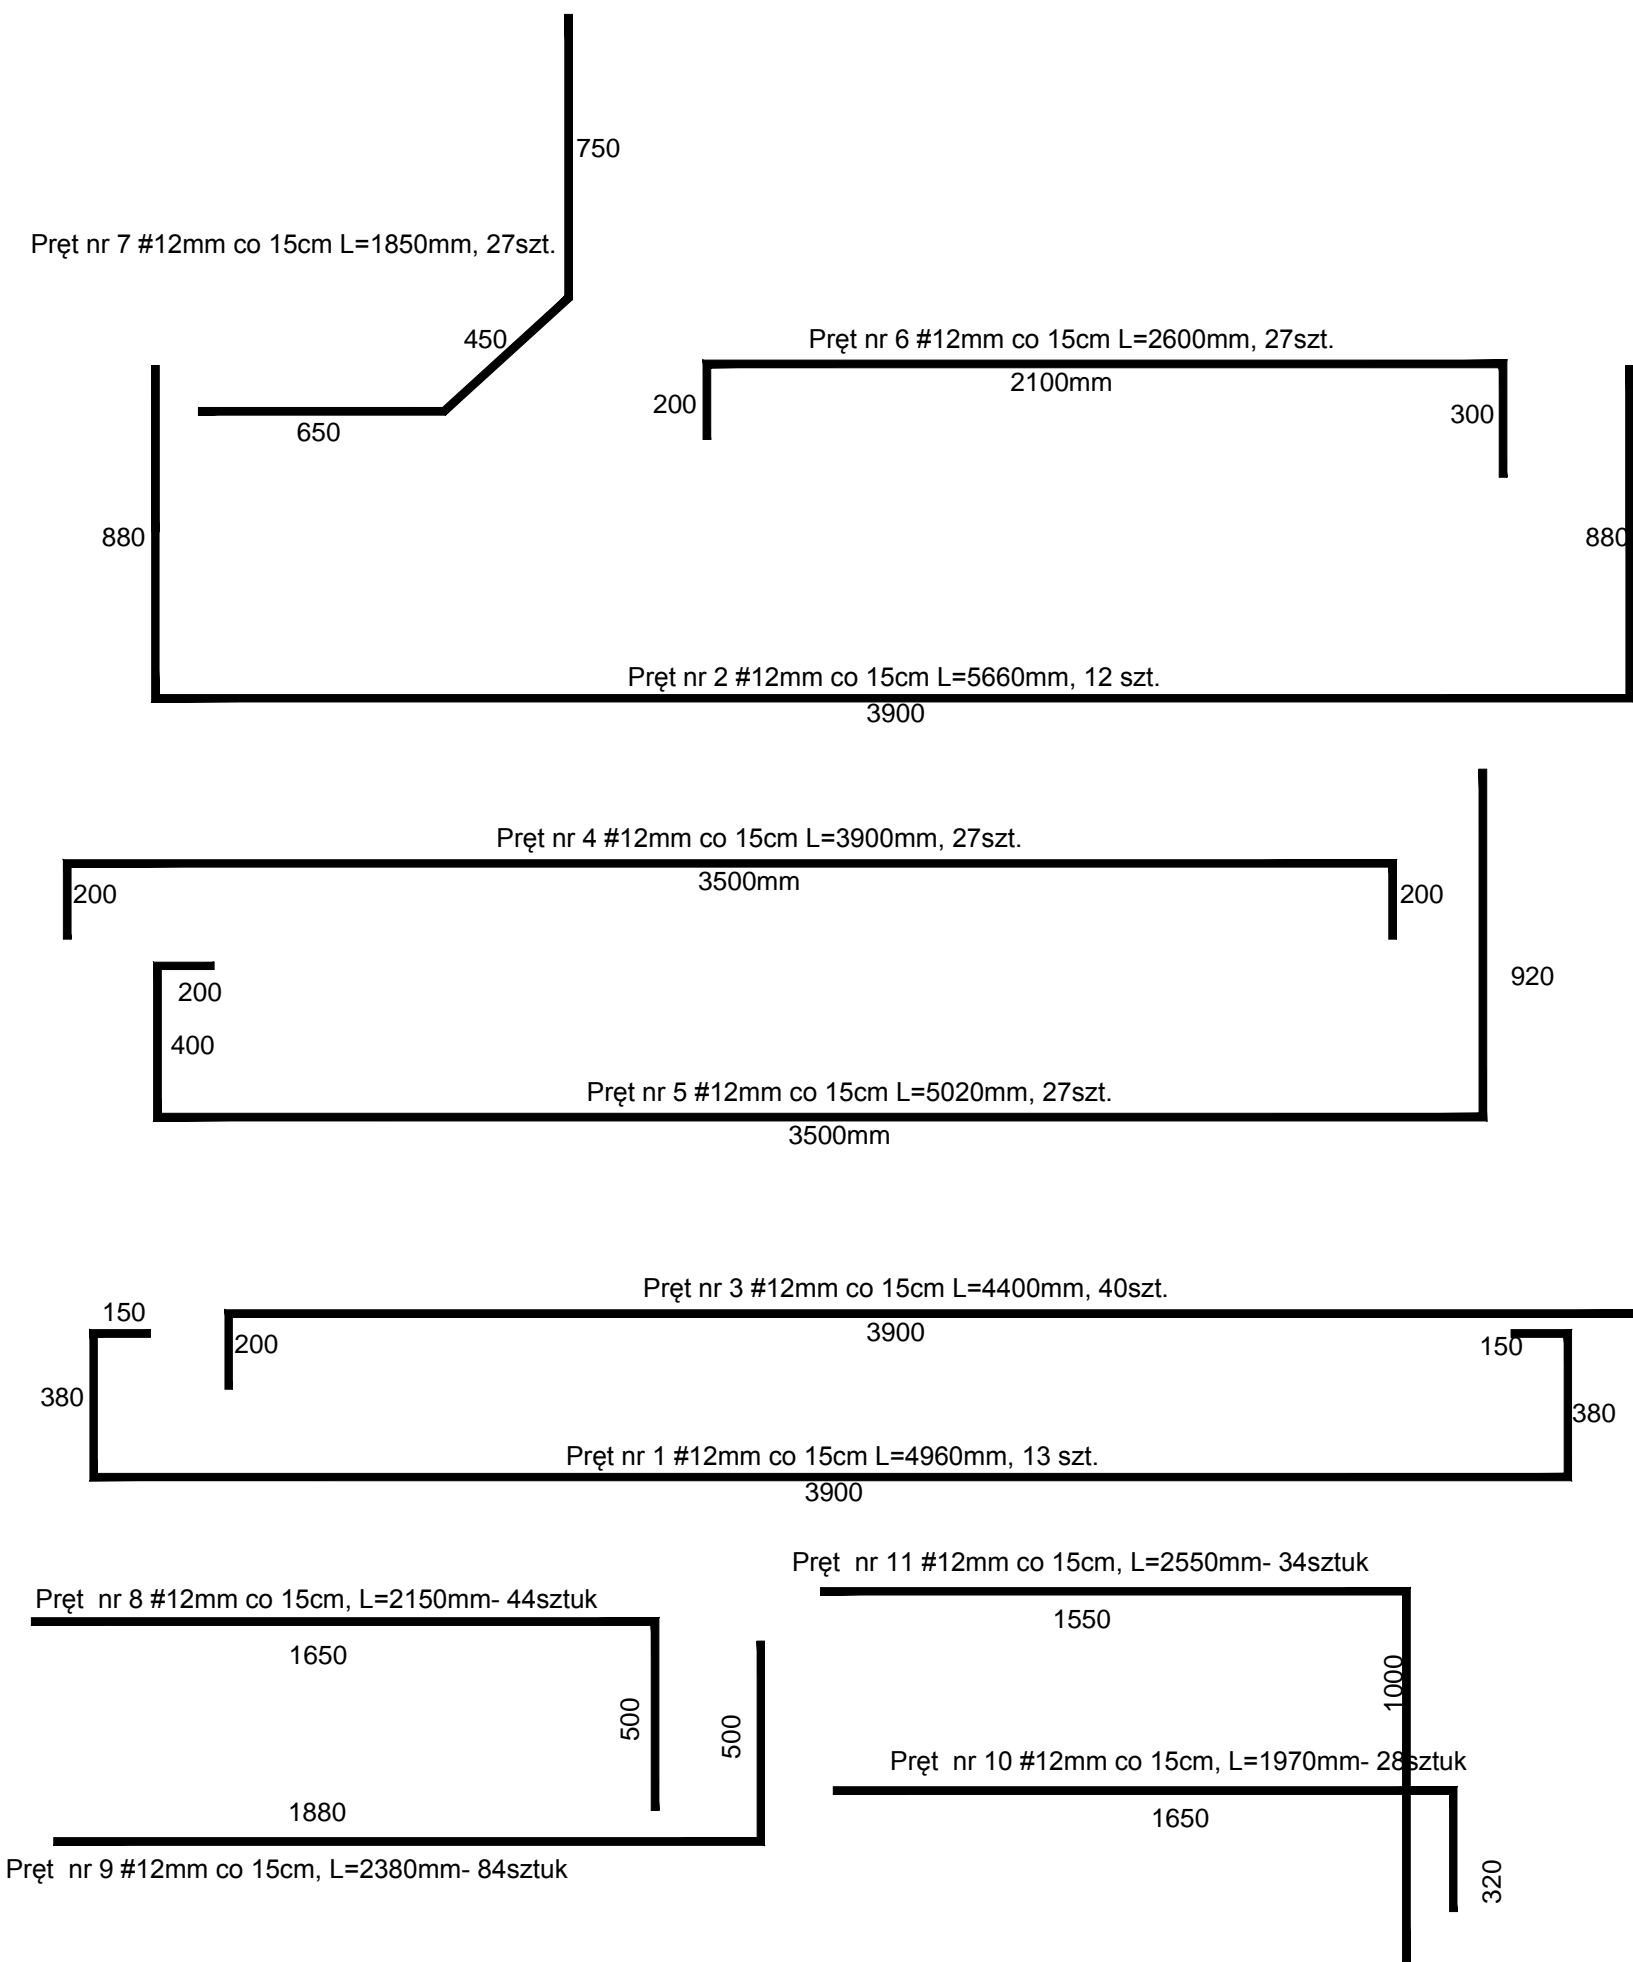 750
Pręt nr 7 #12mm co 15cm L=1850mm, 27szt.
450
650
Pręt nr 6 #12mm co 15cm L=2600mm, 27szt.
2100mm
200
300
880
880
Pręt nr 2 #12mm co 15cm L=5660mm, 12 szt.
3900
Pręt nr 4 #12mm co 15cm L=3900mm, 27szt.
3500mm
200
200
920
200
400
Pręt nr 5 #12mm co 15cm L=5020mm, 27szt.
3500mm
Pręt nr 3 #12mm co 15cm L=4400mm, 40szt.
3900
150
200
150
380
380
Pręt nr 1 #12mm co 15cm L=4960mm, 13 szt.
3900
Pręt  nr 11 #12mm co 15cm, L=2550mm- 34sztuk
1550
1000
Pręt  nr 8 #12mm co 15cm, L=2150mm- 44sztuk
1650
500
500
Pręt  nr 10 #12mm co 15cm, L=1970mm- 28sztuk
1650
320
1880
Pręt  nr 9 #12mm co 15cm, L=2380mm- 84sztuk